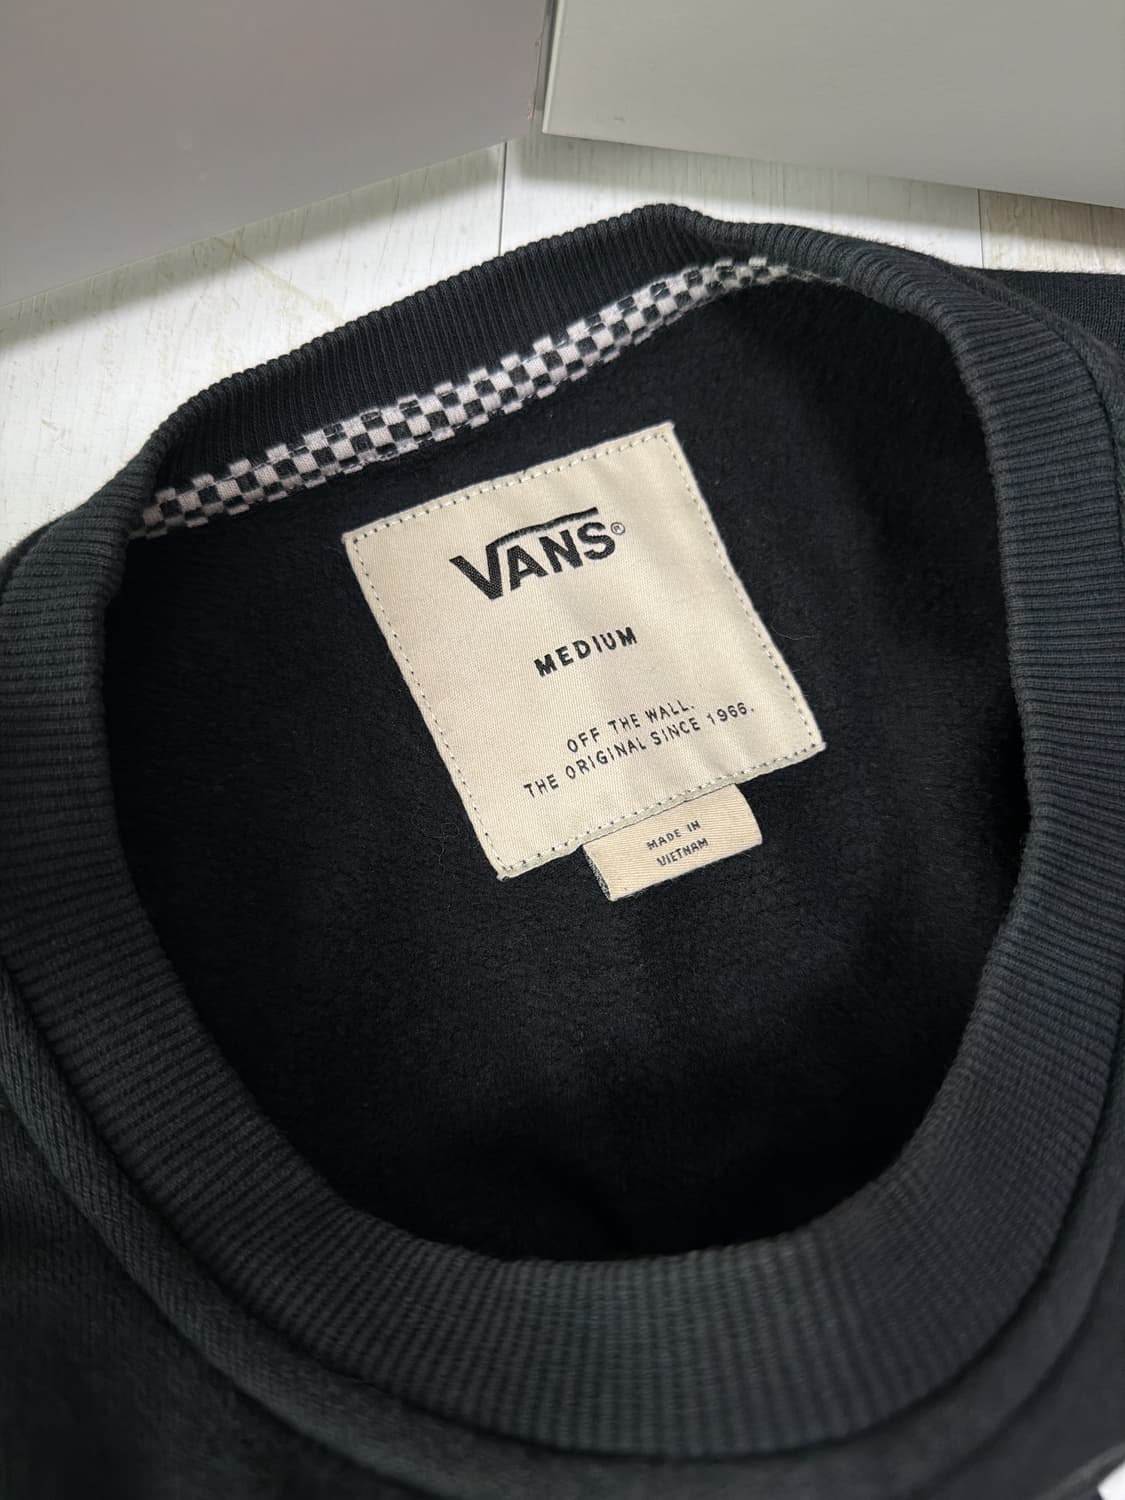 VANS®
MEDIUM
OFF THE WALL.
THE ORIGINAL SINCE 1966.
MADE IN
VIETNAM